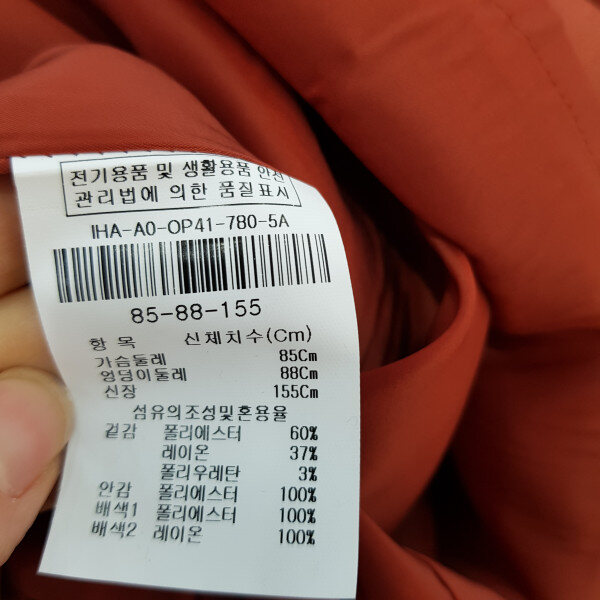 전기용품 및 생활용품 안전
관리법에 의한 품질표시
IHA-A0-OP41-780-5A
85-88-155
항 목 신체치수(Cm)
가슴둘레 85Cm
엉덩이둘레 88Cm
신장 155Cm
섬유의조성및혼용율
겉감 폴리에스터 60%
레이온 37%
폴리우레탄 3%
안감 폴리에스터 100%
배색1 폴리에스터 100%
배색2 레이온 100%